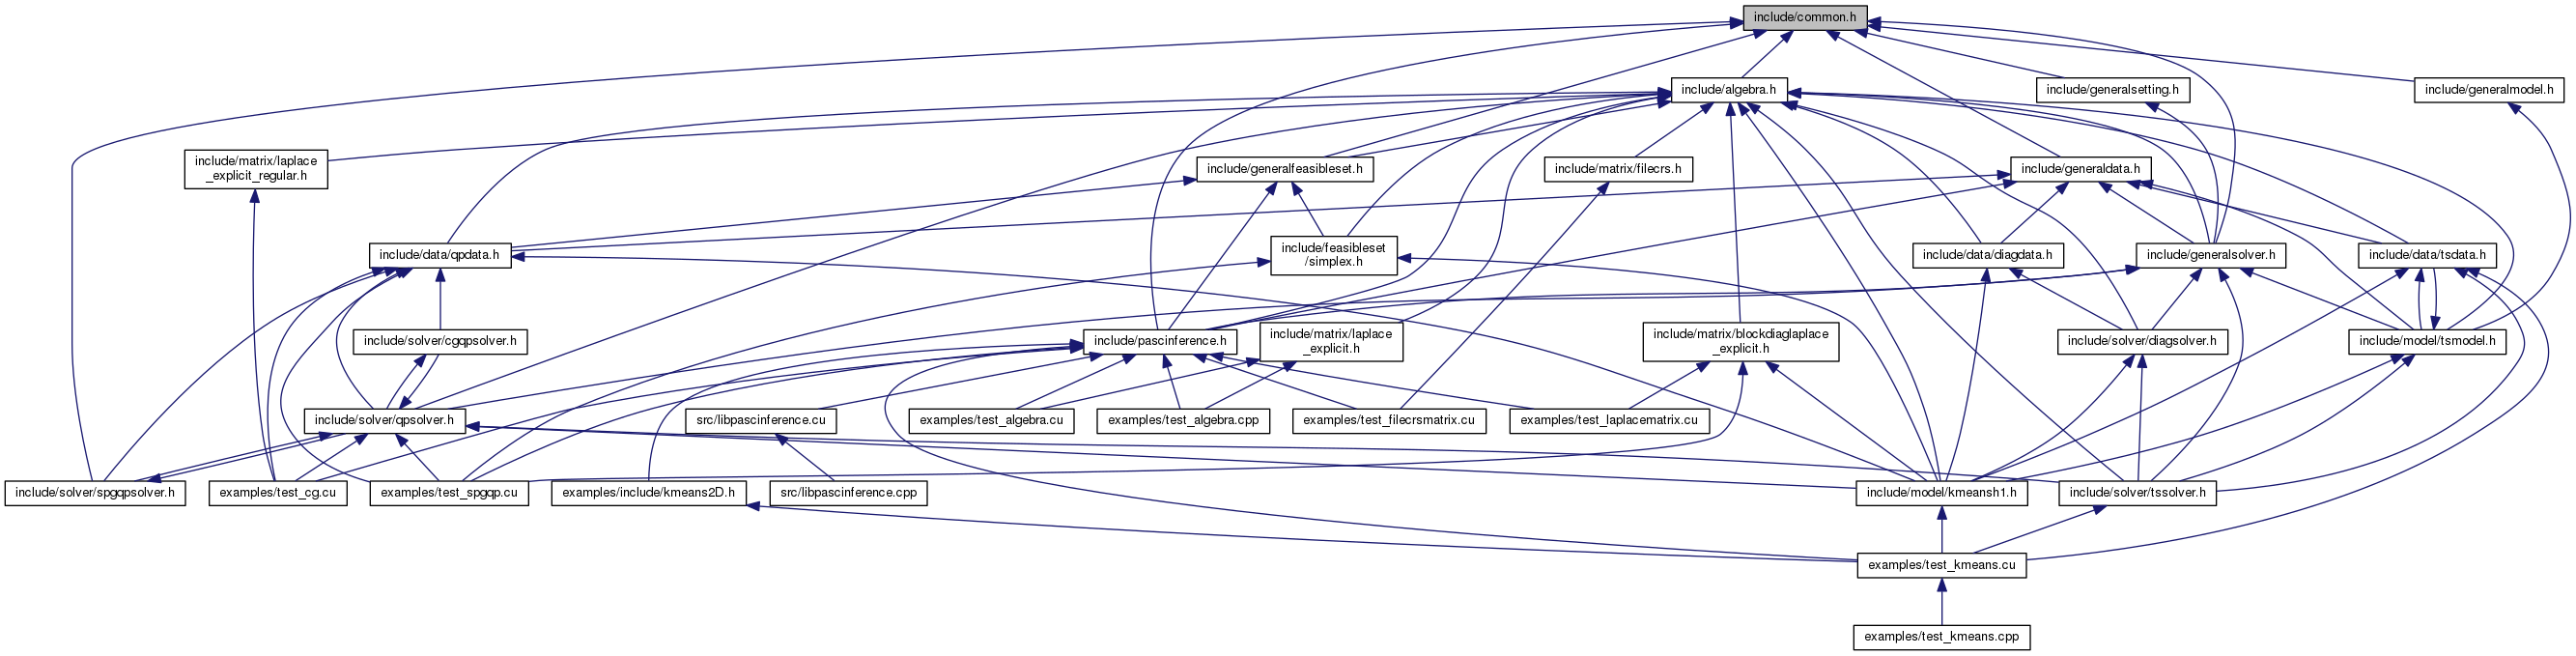 include/common.h
include/algebra.h
include/generalsetting.h
include/generalmodel.h
include/matrix/laplace
_explicit_regular.h
include/generalfeasibleset.h
include/matrix/filecrs.h
include/generaldata.h
include/data/qpdata.h
include/feasibleset
/simplex.h
include/data/diagdata.h
include/generalsolver.h
include/data/tsdata.h
include/solver/cgqpsolver.h
include/pascinference.h
include/matrix/laplace
_explicit.h
include/matrix/blockdiaglaplace
_explicit.h
include/solver/diagsolver.h
include/model/tsmodel.h
include/solver/qpsolver.h
src/libpascinference.cu
examples/test_algebra.cu
examples/test_algebra.cpp
examples/test_filecrsmatrix.cu
examples/test_laplacematrix.cu
include/solver/spgqpsolver.h
examples/test_cg.cu
examples/test_spgqp.cu
examples/include/kmeans2D.h
src/libpascinference.cpp
include/model/kmeansh1.h
include/solver/tssolver.h
examples/test_kmeans.cu
examples/test_kmeans.cpp